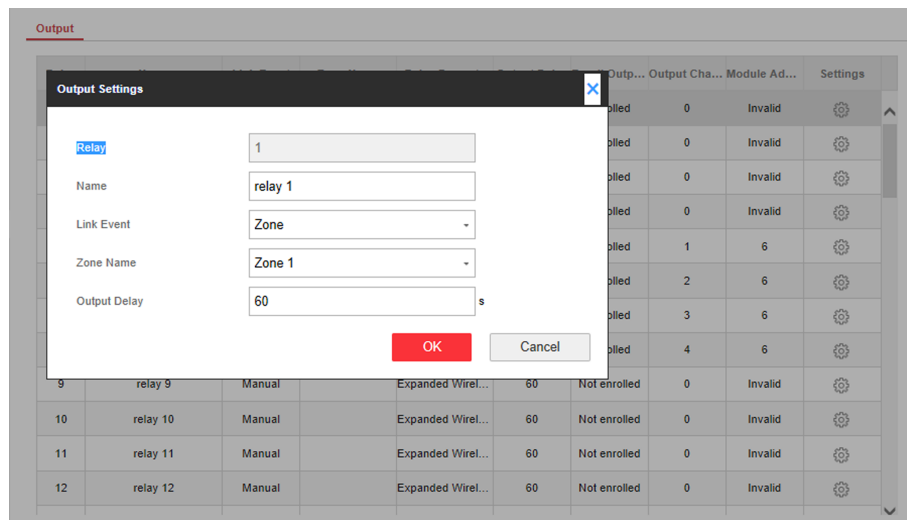 Output
Outp... Output Cha... Module Ad... Settings
Output Settings
olled 0 Invalid
Relay 1
olled 0 Invalid
Name relay 1
olled 0 Invalid
Link Event Zone
olled 0 Invalid
olled 1 6
Zone Name Zone 1
olled 2 6
Output Delay 60 s
olled 3 6
OK Cancel
olled 4 6
9 relay 9 Manual Expanded Wirel... 60 Not enrolled 0 Invalid
10 relay 10 Manual Expanded Wirel... 60 Not enrolled 0 Invalid
11 relay 11 Manual Expanded Wirel... 60 Not enrolled 0 Invalid
12 relay 12 Manual Expanded Wirel... 60 Not enrolled 0 Invalid